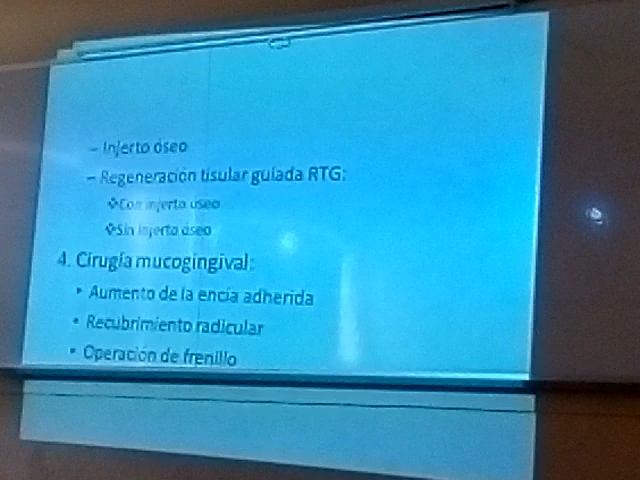 – Injerto óseo
– Regeneración tisular guiada RTG:
❖Con injerto óseo
❖Sin injerto óseo
4. Cirugía mucogingival:
• Aumento de la encía adherida
• Recubrimiento radicular
• Operación de frenillo